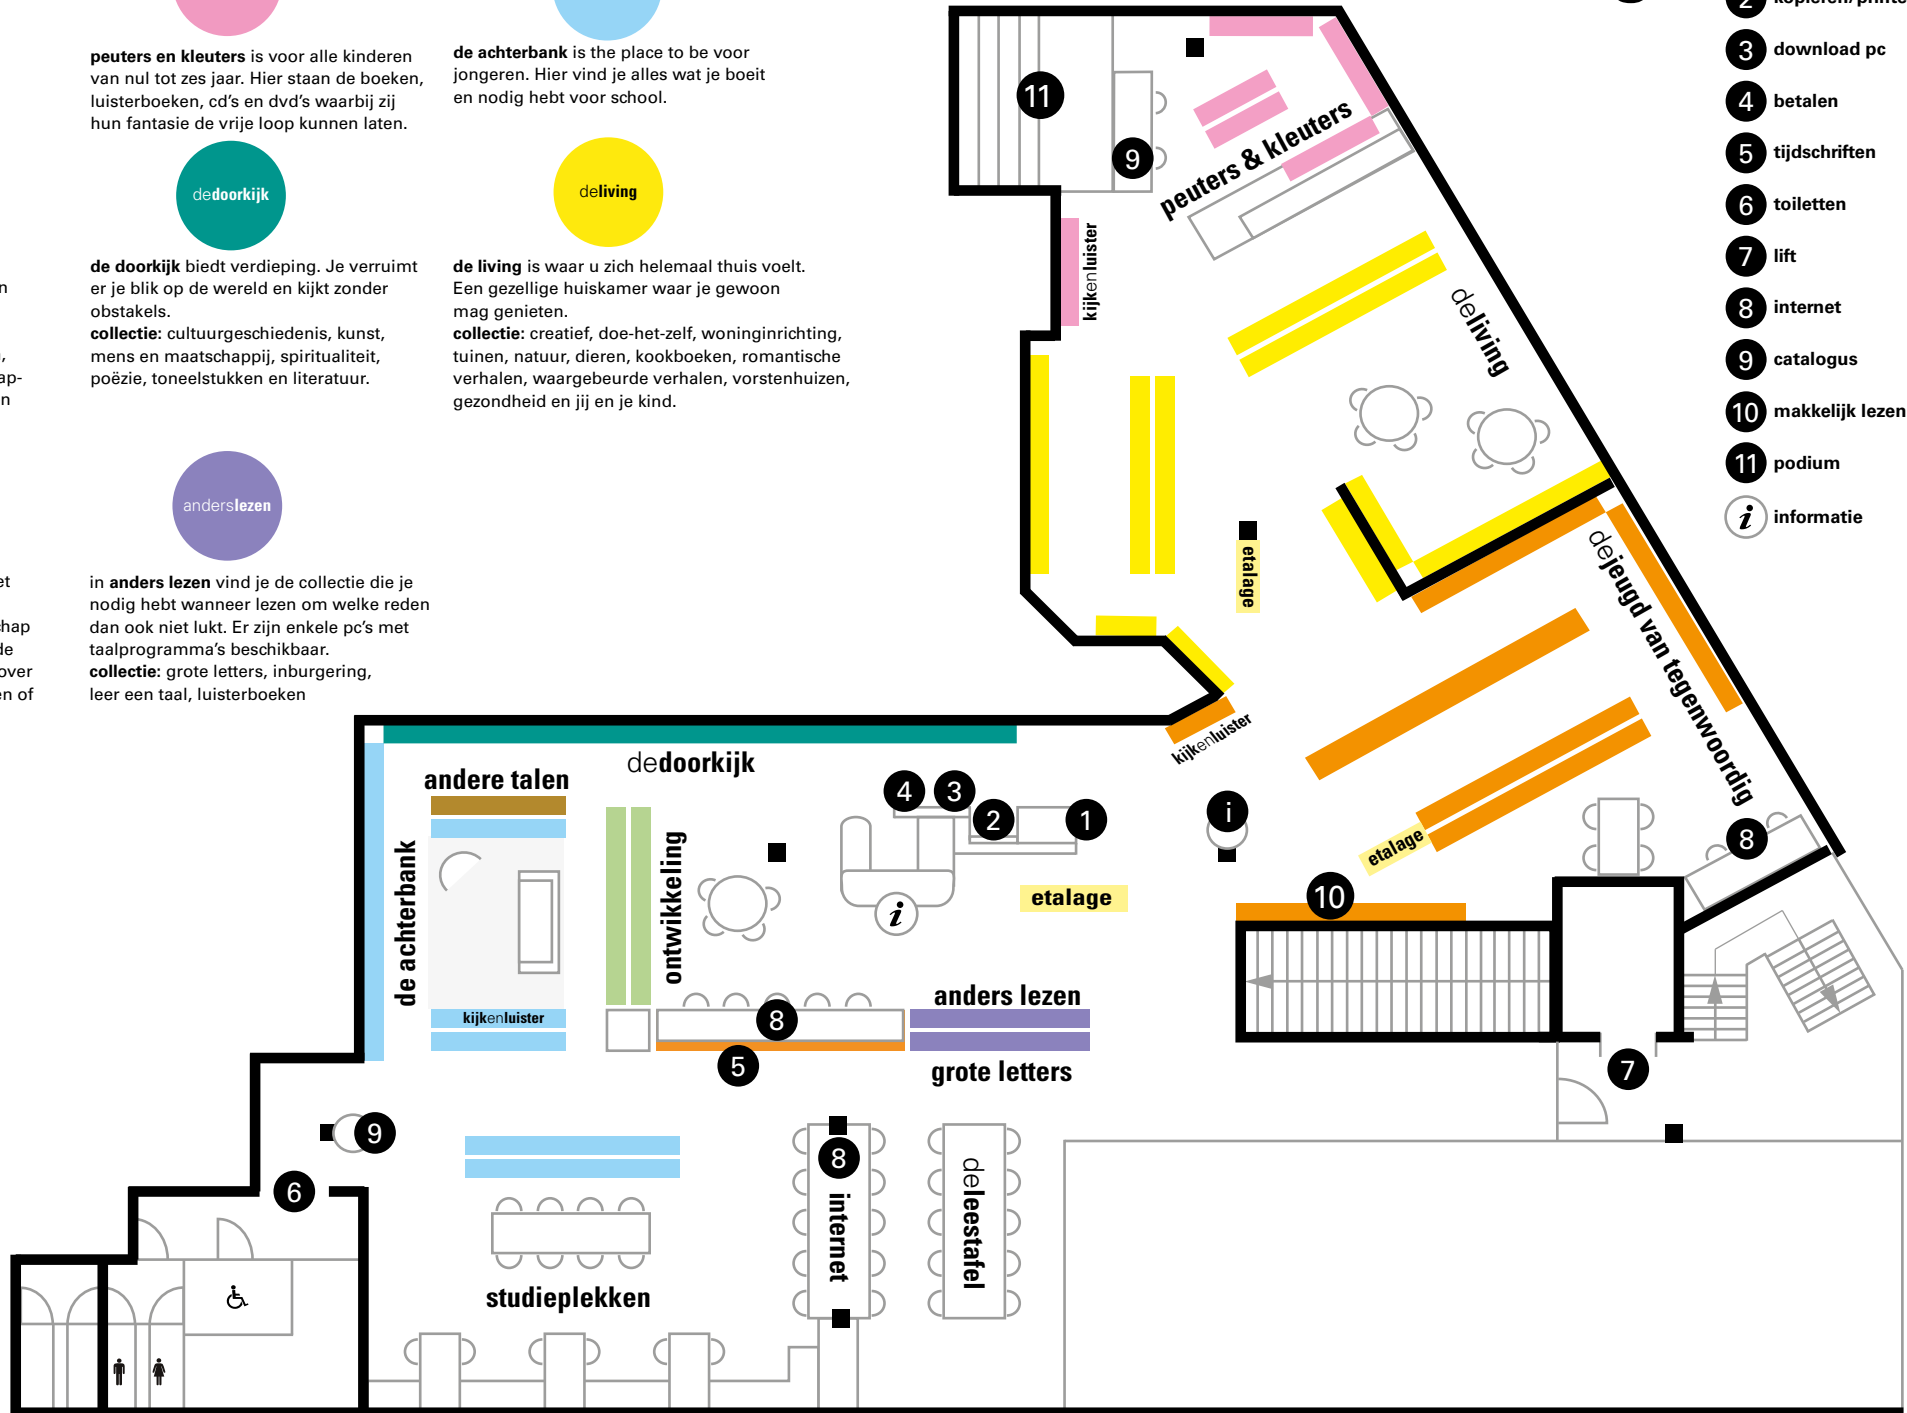 peuters en kleuters is voor alle kinderen
van nul tot zes jaar. Hier staan de boeken,
luisterboeken, cd's en dvd's waarbij zij
hun fantasie de vrije loop kunnen laten.
de achterbank is the place to be voor
jongeren. Hier vind je alles wat je boeit
en nodig hebt voor school.
dedoorkijk
de doorkijk biedt verdieping. Je verruimt
er je blik op de wereld en kijkt zonder
obstakels.
collectie: cultuurgeschiedenis, kunst,
mens en maatschappij, spiritualiteit,
poëzie, toneelstukken en literatuur.
deliving
de living is waar u zich helemaal thuis voelt.
Een gezellige huiskamer waar je gewoon
mag genieten.
collectie: creatief, doe-het-zelf, woninginrichting,
tuinen, natuur, dieren, kookboeken, romantische
verhalen, waargebeurde verhalen, vorstenhuizen,
gezondheid en jij en je kind.
anderslezen
in anders lezen vind je de collectie die je
nodig hebt wanneer lezen om welke reden
dan ook niet lukt. Er zijn enkele pc's met
taalprogramma's beschikbaar.
collectie: grote letters, inburgering,
leer een taal, luisterboeken
2
3 download pc
4 betalen
5 tijdschriften
6 toiletten
7 lift
8 internet
9 catalogus
10 makkelijk lezen
11 podium
i informatie
11
9
peuters & kleuters
kijkenluister
deliving
etalage
dejeugd van tegenwoordig
kijkenluister
dedoorkijk
andere talen
4
3
2
1
i
etalage
8
de achterbank
ontwikkeling
i
etalage
10
kijkenluister
8
5
anders lezen
grote letters
7
9
6
8
internet
deleestafel
studieplekken